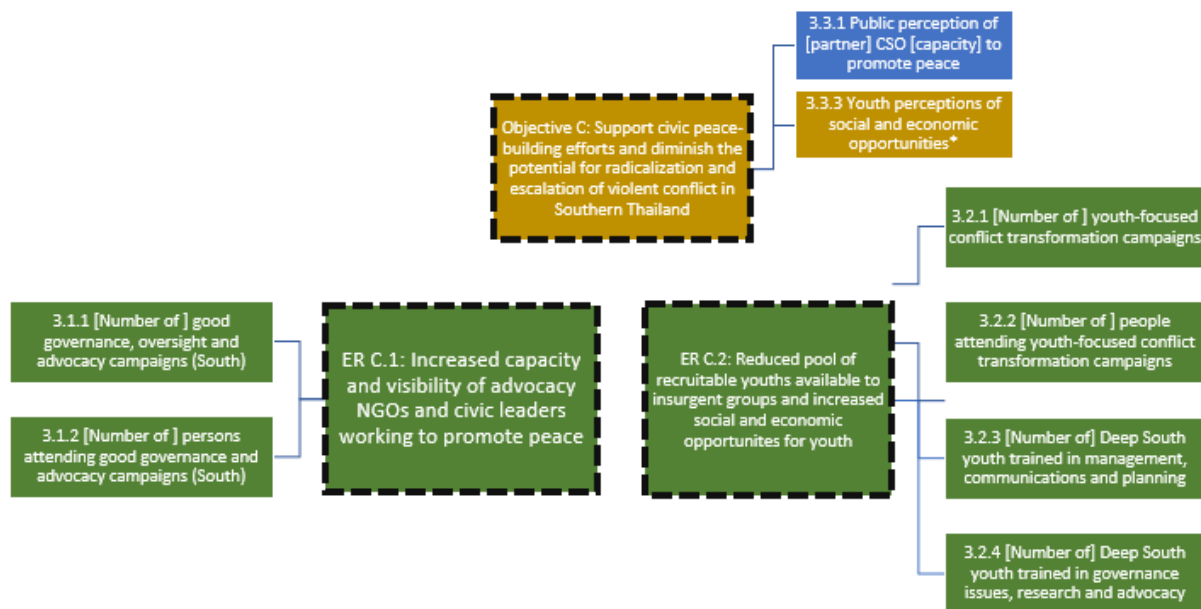 3.3.1 Public perception of
[partner] CSO [capacity] to
promote peace
3.3.3 Youth perceptions of
social and economic
opportunities*
Objective C: Support civic peace-
building efforts and diminish the
potential for radicalization and
escalation of violent conflict in
Southern Thailand
3.2.1 [Number of ] youth-focused
conflict transformation campaigns
3.1.1 [Number of ] good
governance, oversight and
advocacy campaigns (South)
3.1.2 [Number of ] persons
attending good governance and
advocacy campaigns (South)
ER C.1: Increased capacity
and visibility of advocacy
NGOs and civic leaders
working to promote peace
ER C.2: Reduced pool of
recruitable youths available to
insurgent groups and increased
social and economic
opportunites for youth
3.2.2 [Number of ] people
attending youth-focused conflict
transformation campaigns
3.2.3 [Number of] Deep South
youth trained in management,
communications and planning
3.2.4 [Number of] Deep South
youth trained in governance
issues, research and advocacy